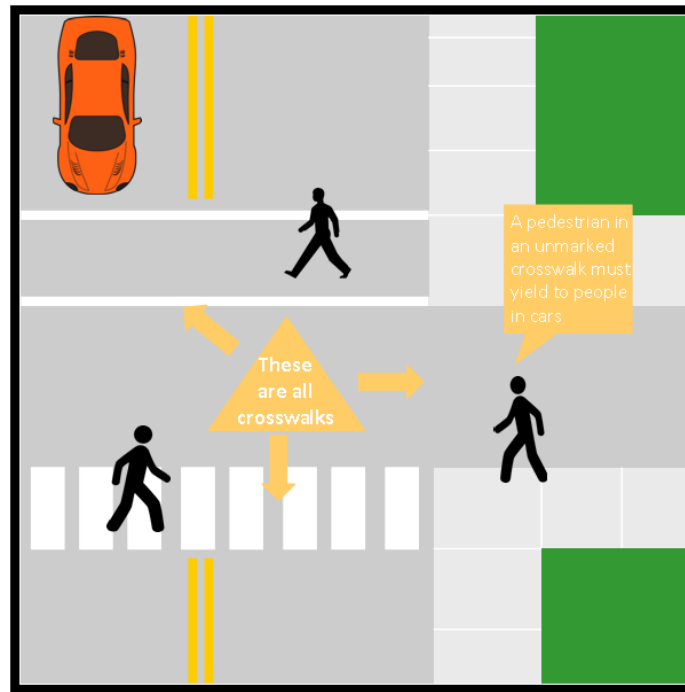 A pedestrian in
an unmarked
crosswalk must
yield to people
in cars
These
are all
crosswalks